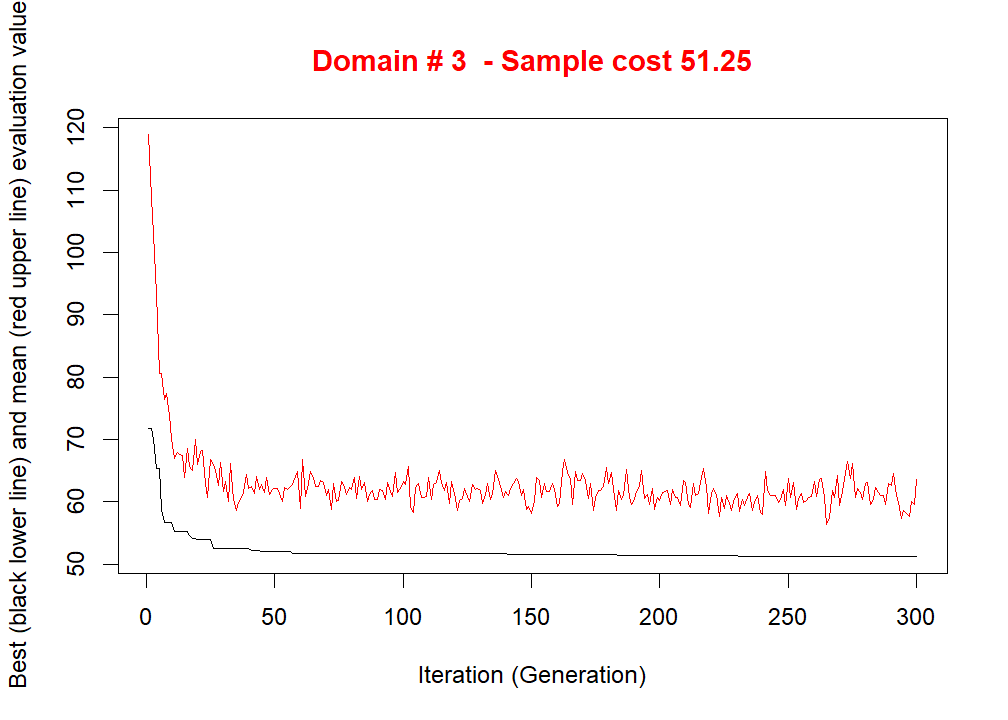 Domain # 3  - Sample cost 51.25
Best (black lower line) and mean (red upper line) evaluation value
120
110
100
90
80
70
60
50
0 50 100 150 200 250 300
Iteration (Generation)